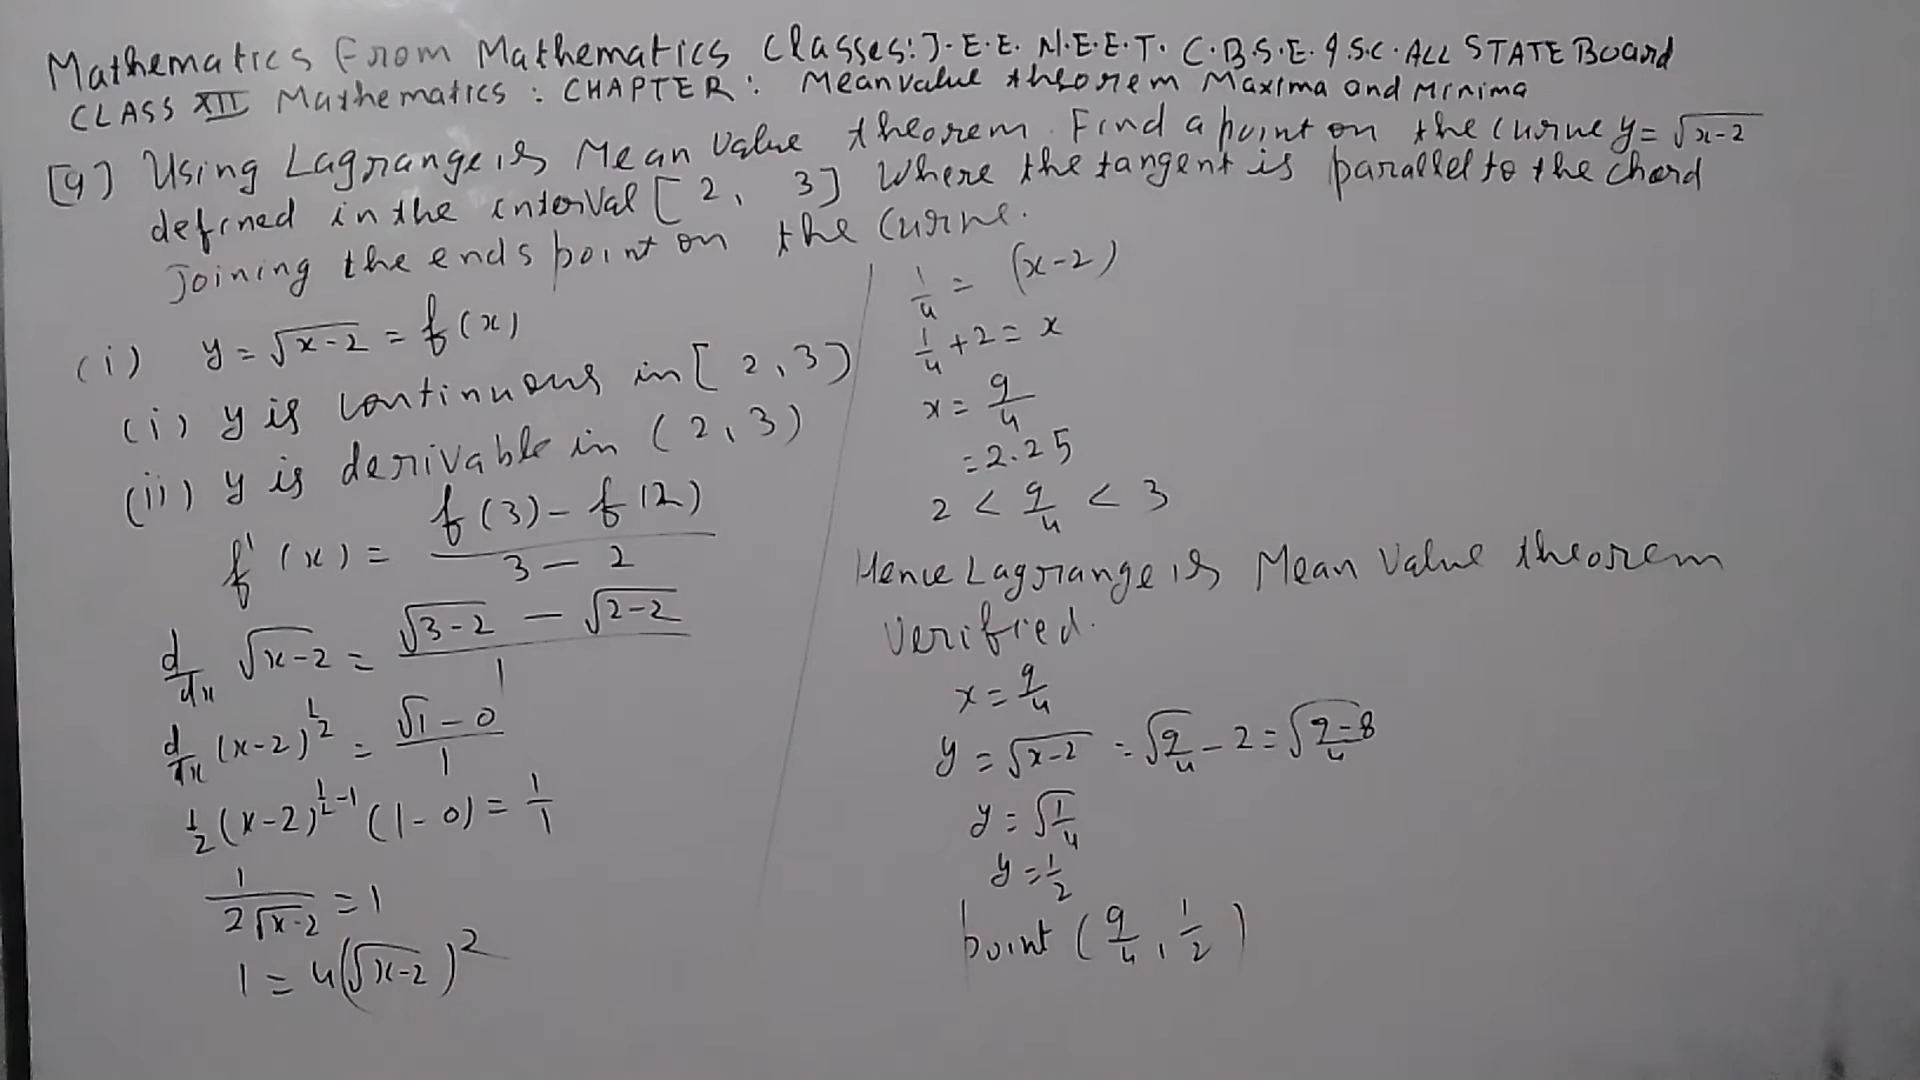 Mathematics From Mathematics Classes: J.E.E. N.E.E.T. C.B.S.E. I.S.C. ALL STATE Board
CLASS XII Mathematics : CHAPTER : Mean value theorem Maxima and Minima
[9] Using Lagrange's Mean Value theorem. Find a point on the curve y = √(x-2)
defined in the interval [2, 3] Where the tangent is parallel to the chord
Joining the ends point on the curve.
(i) y = √(x-2) = f(x)
(i) y is continuous in [2, 3]
(ii) y is derivable in (2, 3)
f'(x) = (f(3) - f(2))/(3 - 2)
d/dx √(x-2) = (√(3-2) - √(2-2))/1
d/dx (x-2)^(1/2) = (√1 - 0)/1
1/2 (x-2)^(1/2-1) (1-0) = 1/1
1/(2√(x-2)) = 1
1 = 4(√(x-2))^2
1/4 = (x-2)
1/4 + 2 = x
x = 9/4
= 2.25
2 < 9/4 < 3
Hence Lagrange's Mean Value theorem
verified.
x = 9/4
y = √(x-2) = √(9/4 - 2) = √((9-8)/4)
y = √(1/4)
y = 1/2
point (9/4, 1/2)